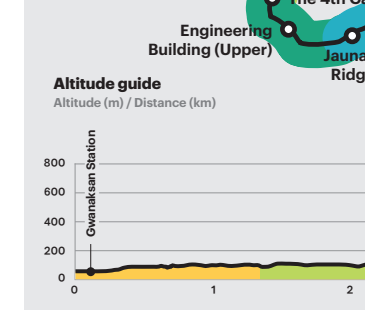 The 4th
Engineering
Building (Upper)
Jauna
Ridg
Altitude guide
Altitude (m) / Distance (km)
Gwanaksan Station
800
600
400
200
0
0 1 2